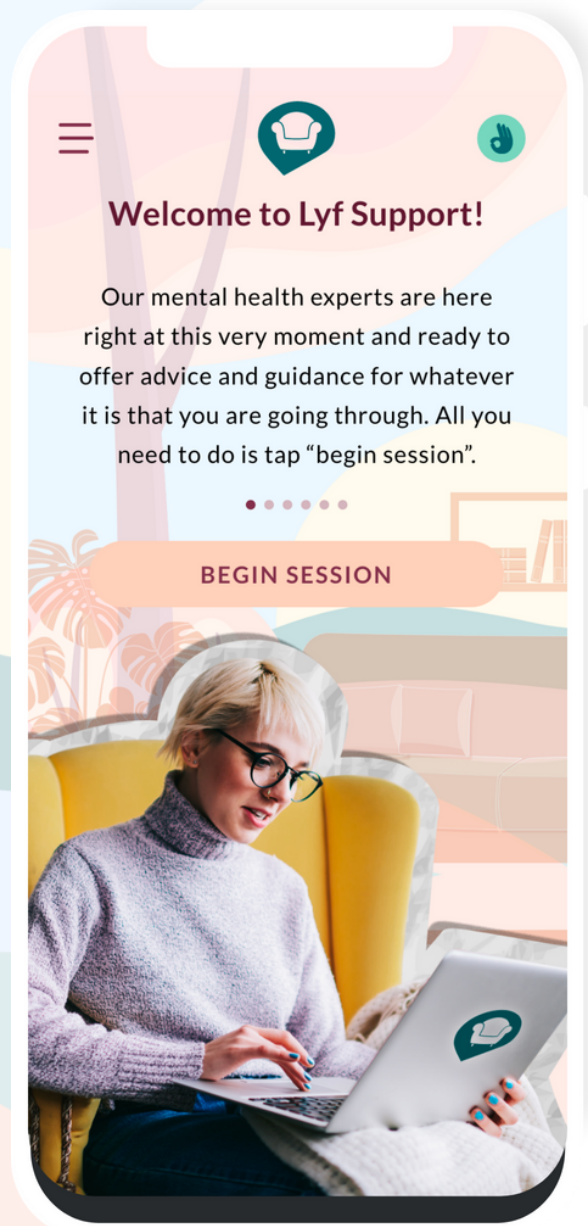 Welcome to Lyf Support!
Our mental health experts are here
right at this very moment and ready to
offer advice and guidance for whatever
it is that you are going through. All you
need to do is tap “begin session”.
BEGIN SESSION